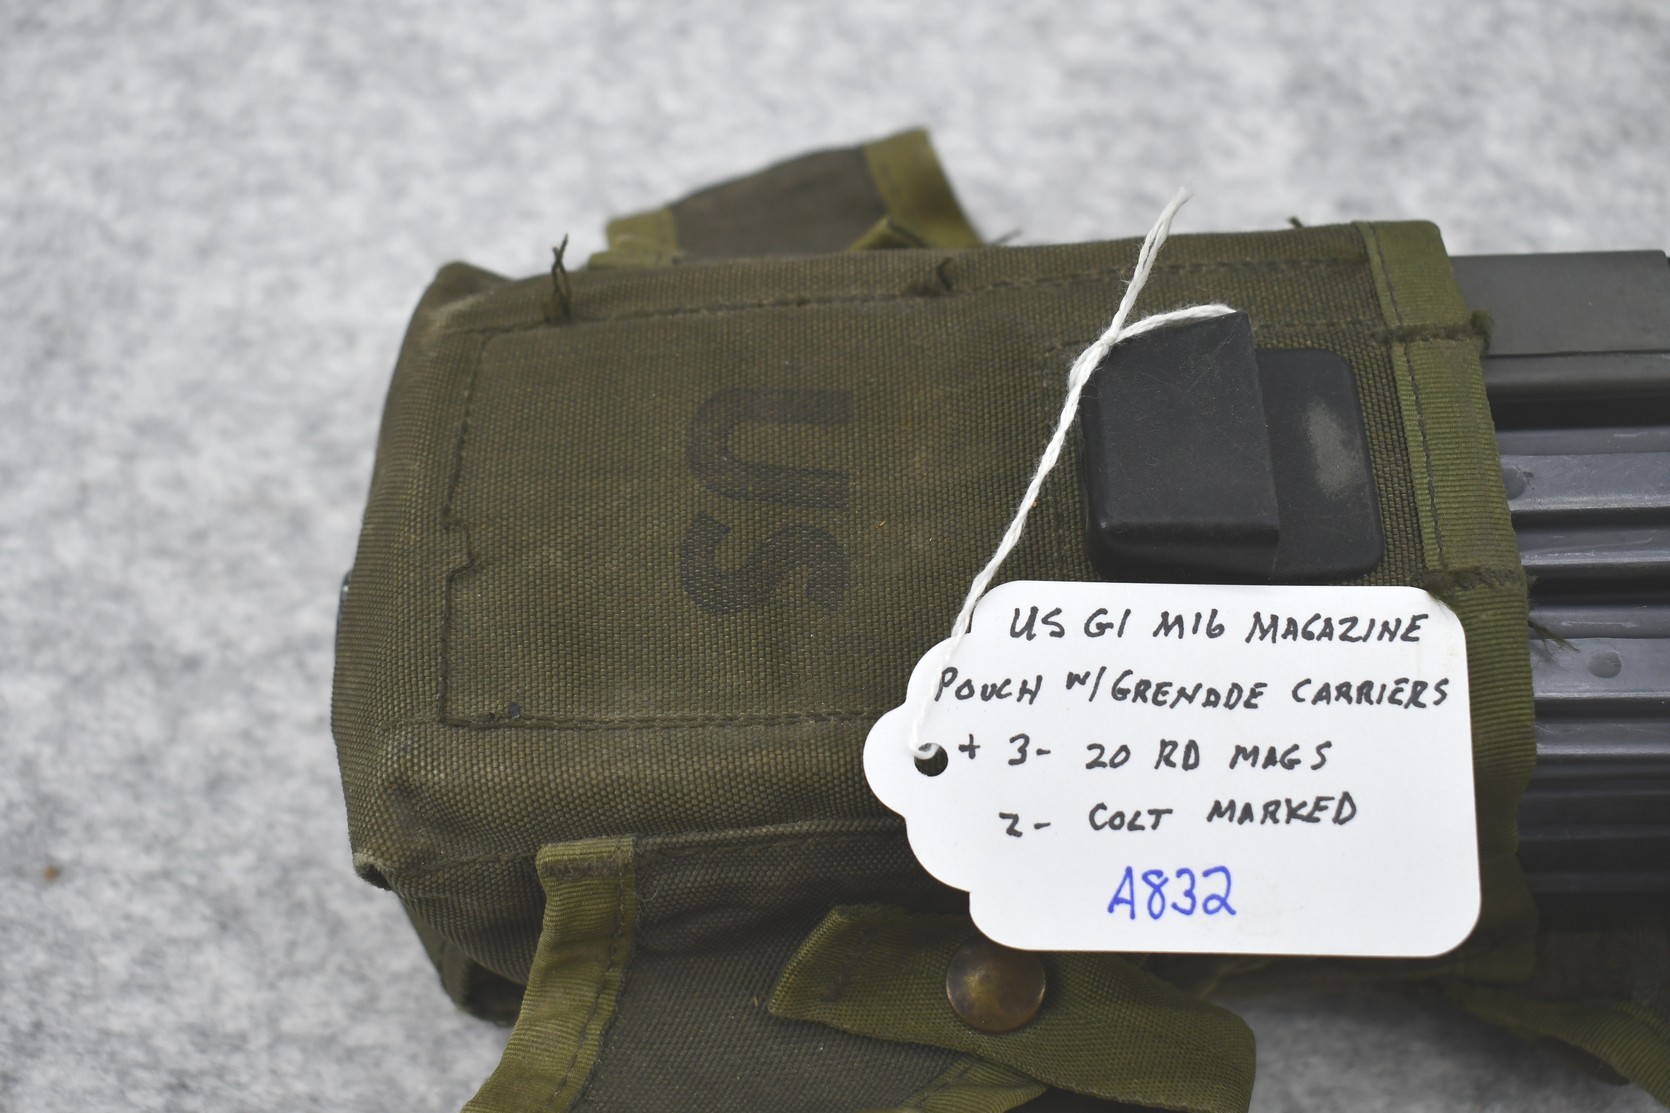 US
US GI M16 MAGAZINE
POUCH W/GRENADE CARRIERS
+ 3- 20 RD MAGS
2- COLT MARKED
A832